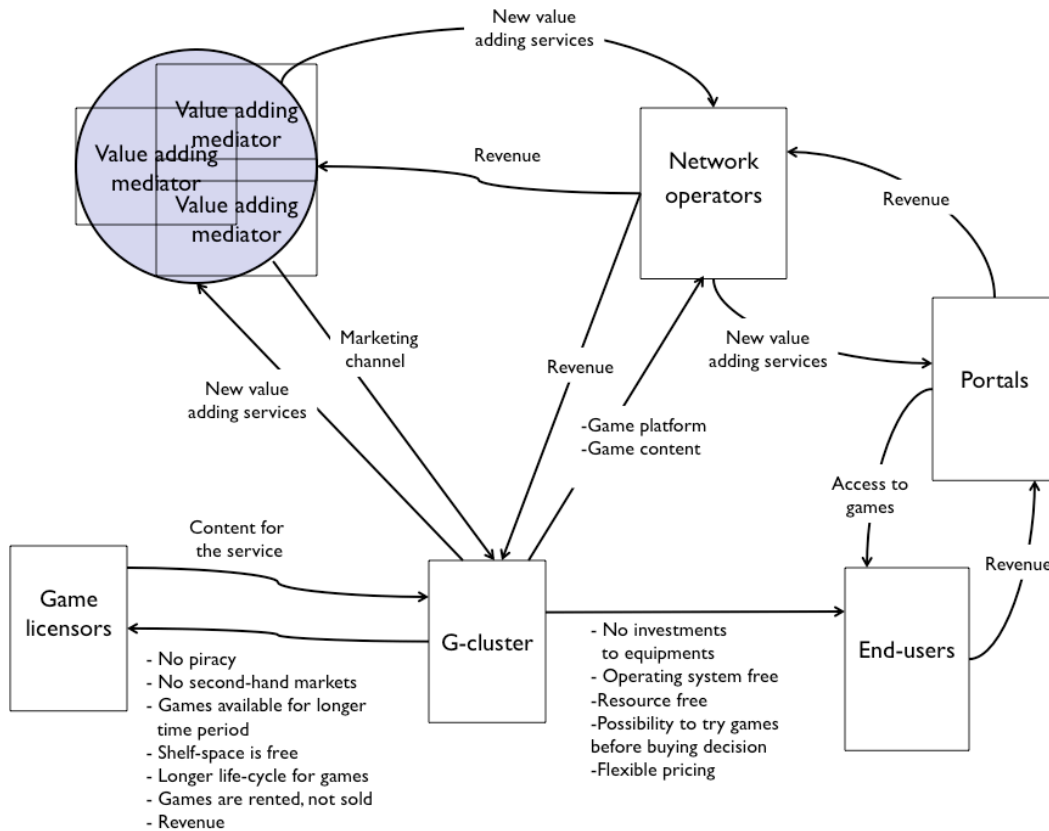 New value
adding services
Value adding
mediator
Value adding
mediator
Value adding
mediator
Revenue
Network
operators
Revenue
Marketing
channel
New value
adding services
Revenue
New value
adding services
Portals
-Game platform
-Game content
Access to
games
Content for
the service
Revenue
Game
licensors
G-cluster
End-users
- No piracy
- No second-hand markets
- Games available for longer
time period
- Shelf-space is free
- Longer life-cycle for games
- Games are rented, not sold
- Revenue
- No investments
to equipments
- Operating system free
-Resource free
-Possibility to try games
before buying decision
-Flexible pricing